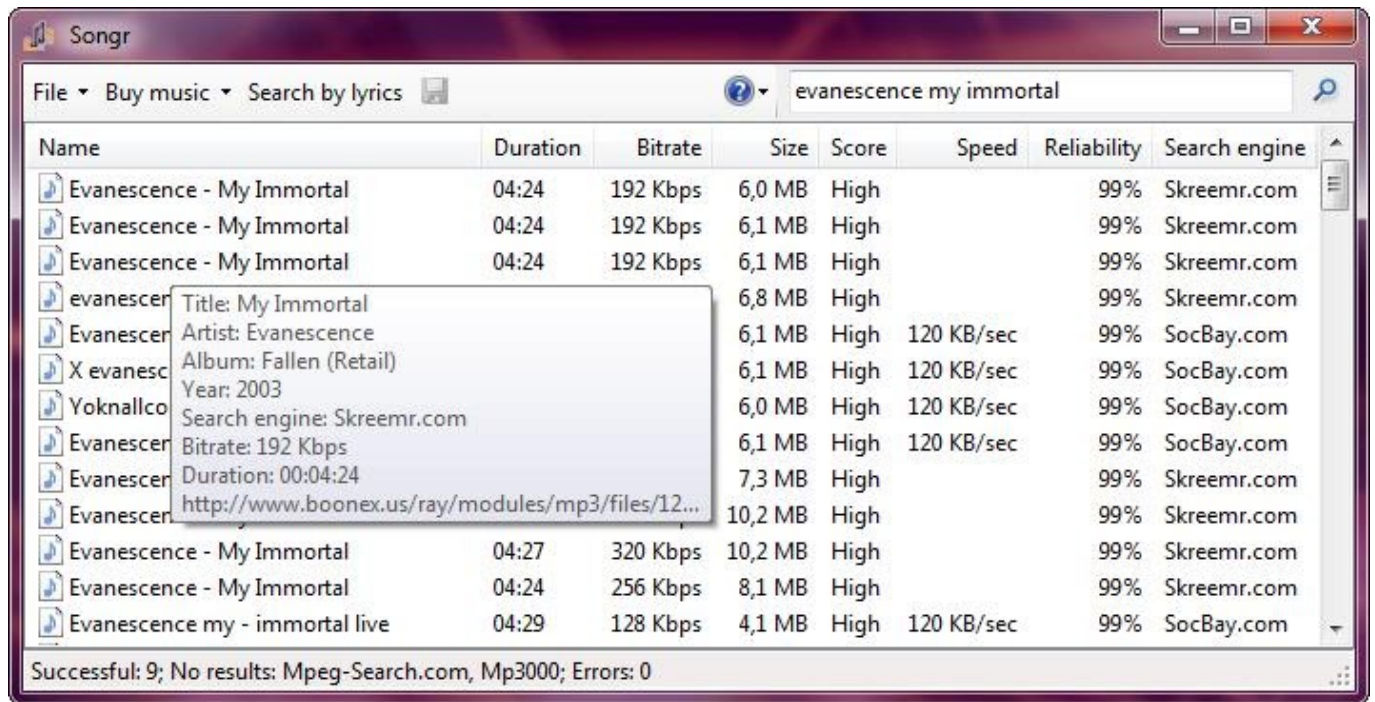 Songr
File Buy music Search by lyrics evanescence my immortal
Name Duration Bitrate Size Score Speed Reliability Search engine
Evanescence - My Immortal 04:24 192 Kbps 6,0 MB High 99% Skreemr.com
Evanescence - My Immortal 04:24 192 Kbps 6,1 MB High 99% Skreemr.com
Evanescence - My Immortal 04:24 192 Kbps 6,1 MB High 99% Skreemr.com
evanescen 6,8 MB High 99% Skreemr.com
Evanescen 6,1 MB High 120 KB/sec 99% SocBay.com
X evanesc 6,1 MB High 120 KB/sec 99% SocBay.com
Yoknallco 6,0 MB High 120 KB/sec 99% SocBay.com
Evanescen 6,1 MB High 120 KB/sec 99% SocBay.com
Evanescen 7,3 MB High 99% Skreemr.com
Evanescen 10,2 MB High 99% Skreemr.com
Title: My Immortal
Artist: Evanescence
Album: Fallen (Retail)
Year: 2003
Search engine: Skreemr.com
Bitrate: 192 Kbps
Duration: 00:04:24
http://www.boonex.us/ray/modules/mp3/files/12...
Evanescence - My Immortal 04:27 320 Kbps 10,2 MB High 99% Skreemr.com
Evanescence - My Immortal 04:24 256 Kbps 8,1 MB High 99% Skreemr.com
Evanescence my - immortal live 04:29 128 Kbps 4,1 MB High 120 KB/sec 99% SocBay.com
Successful: 9; No results: Mpeg-Search.com, Mp3000; Errors: 0